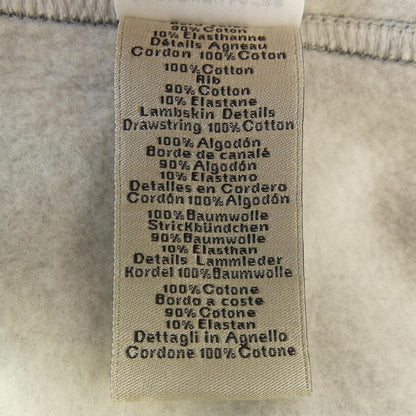 90% Coton
10% Elasthanne
Détails Agneau
Cordon 100% Coton
100% Cotton
Rib
90% Cotton
10% Elastane
Lambskin Details
Drawstring 100% Cotton
100% Algodón
Borde de canalé
90% Algodón
10% Elastano
Detalles en Cordero
Cordón 100% Algodón
100% Baumwolle
Strickbündchen
90% Baumwolle
10% Elasthan
Details Lammleder
Kordel 100% Baumwolle
100% Cotone
Bordo a coste
90% Cotone
10% Elastan
Dettagli in Agnello
Cordone 100% Cotone